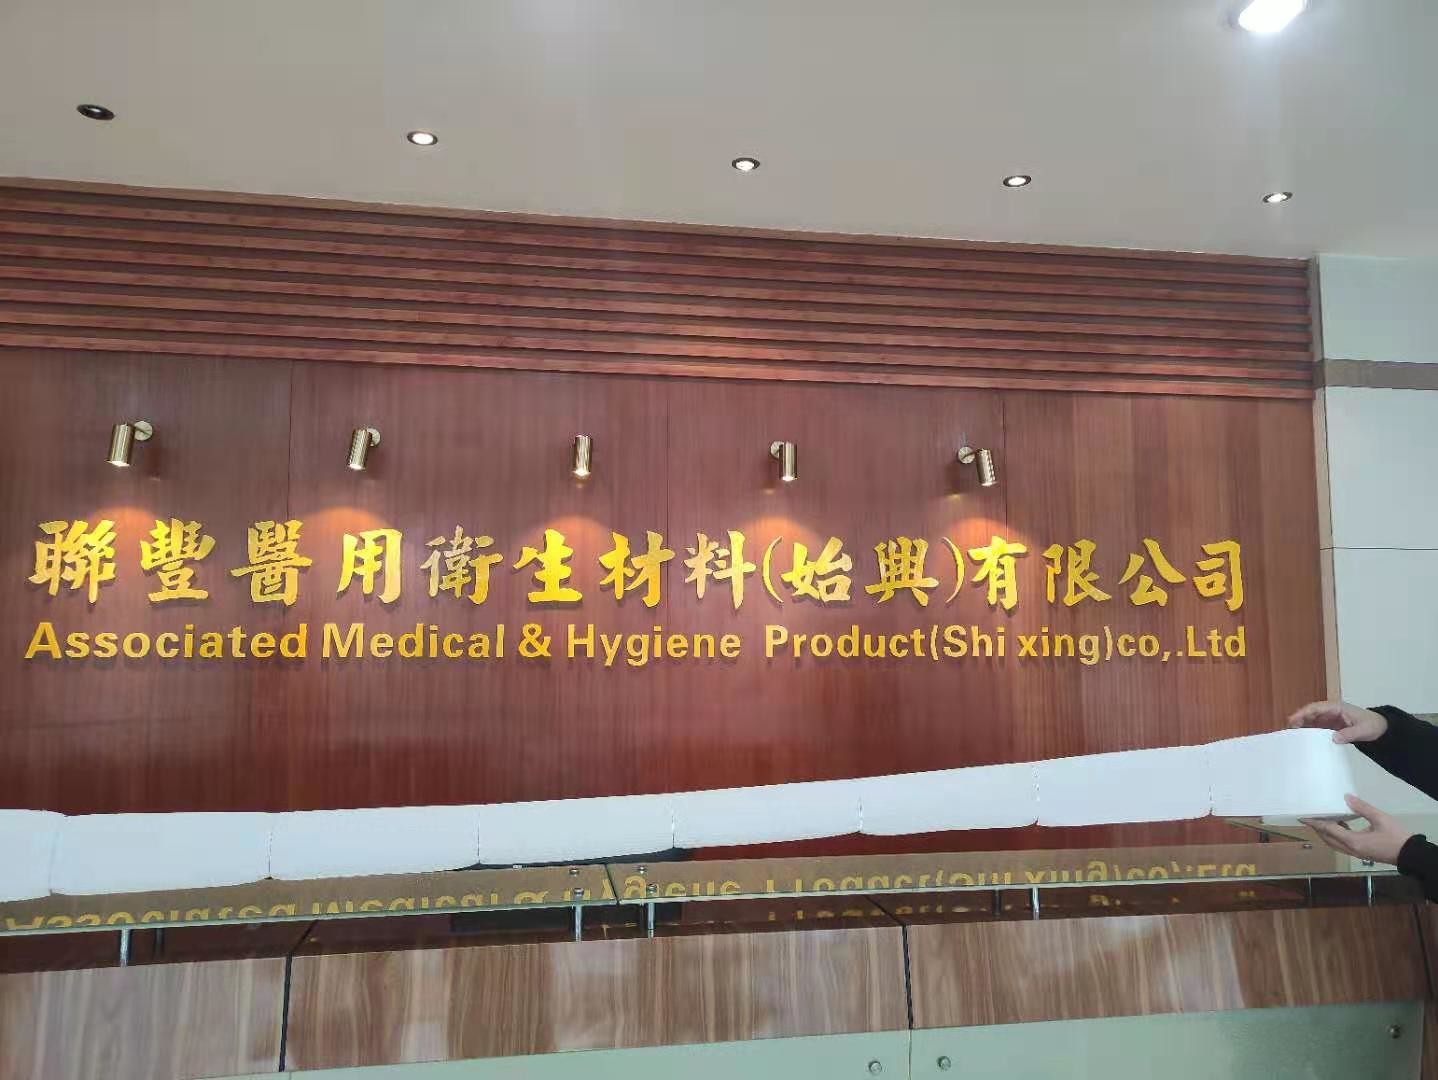 聯豐醫用衛生材料(始興)有限公司
Associated Medical & Hygiene Product(Shi xing)co,.Ltd